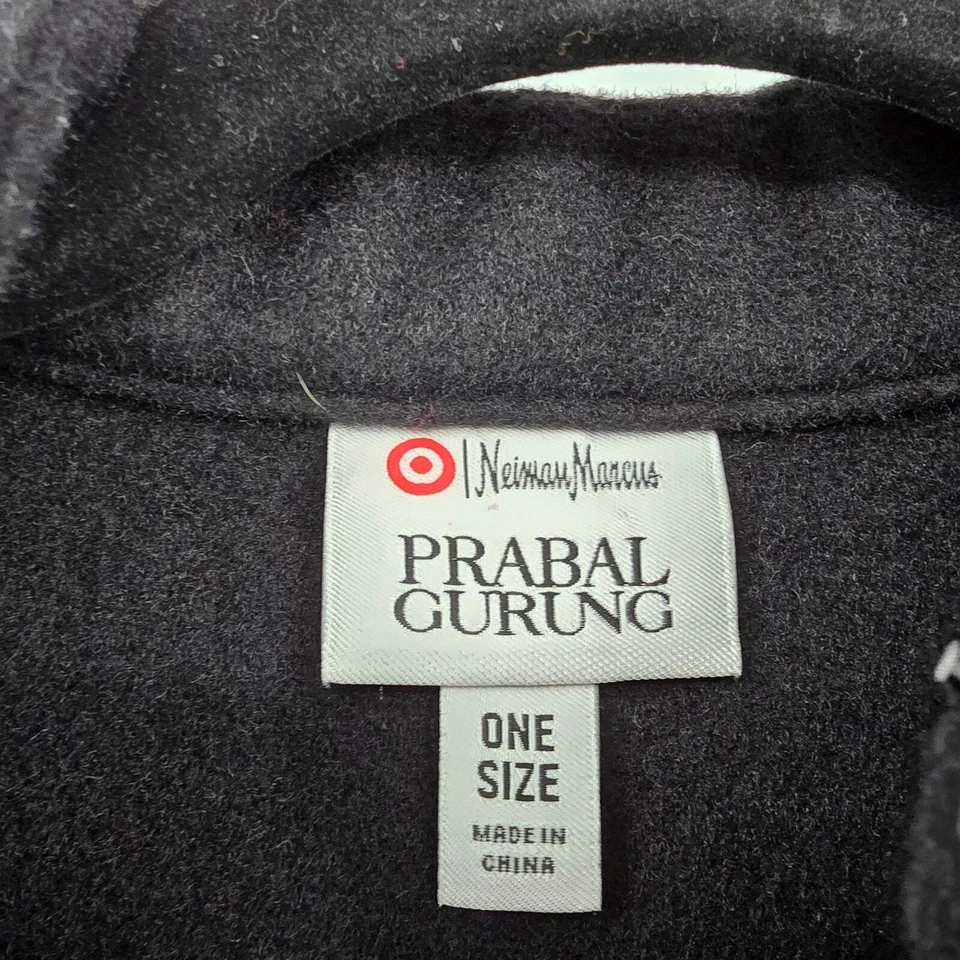 | Neiman Marcus
PRABAL
GURUNG
ONE
SIZE
MADE IN
CHINA